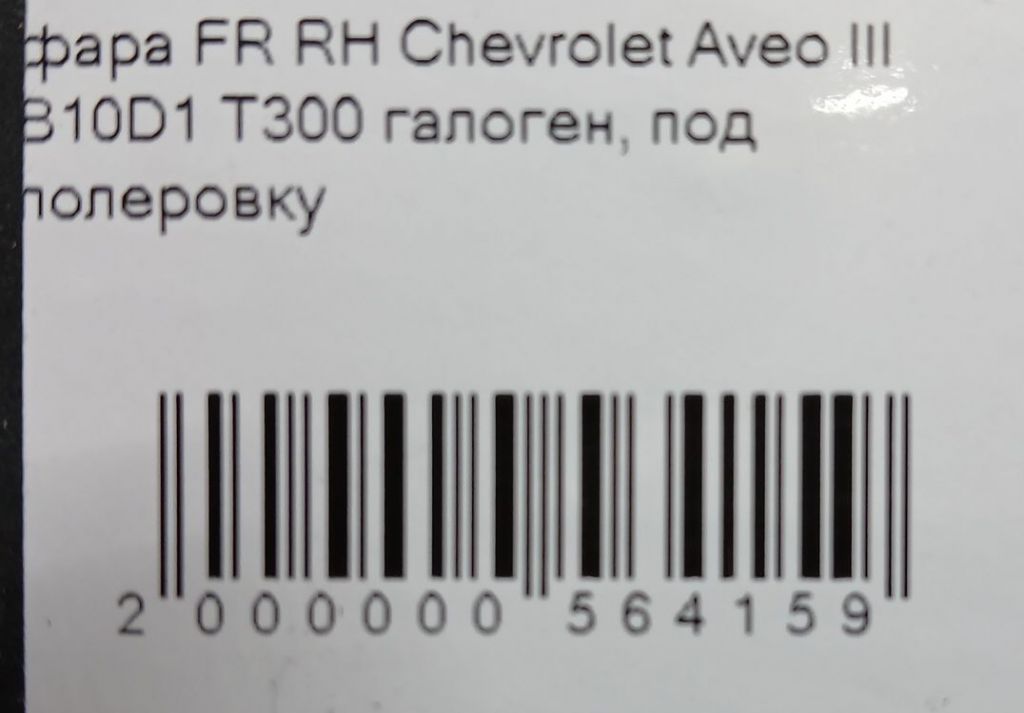 фара FR RH Chevrolet Aveo III
B10D1 T300 галоген, под
полеровку
2 000000 564159